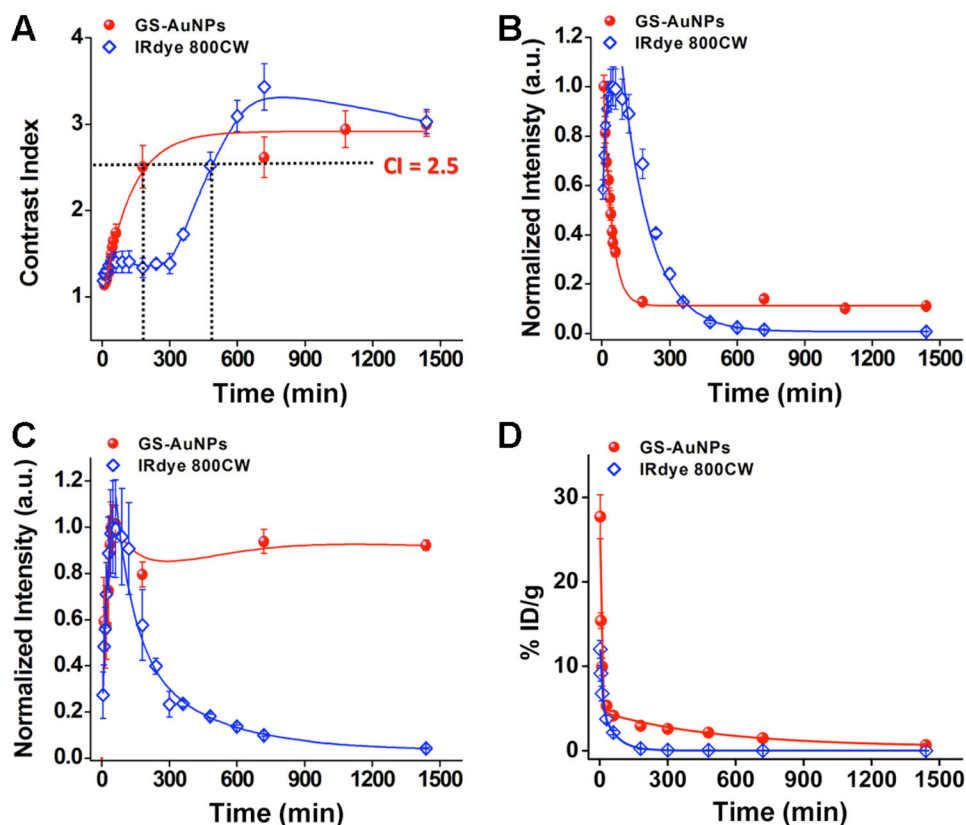 A
GS-AuNPs
IRdye 800CW
4
3
2
1
CI = 2.5
Contrast Index
0 300 600 900 1200 1500
Time (min)
B
GS-AuNPs
IRdye 800CW
1.2
1.0
0.8
0.6
0.4
0.2
0.0
Normalized Intenisty (a.u.)
0 300 600 900 1200 1500
Time (min)
C
GS-AuNPs
IRdye 800CW
1.2
1.0
0.8
0.6
0.4
0.2
0.0
Normalized Intensity (a.u.)
0 300 600 900 1200 1500
Time (min)
D
GS-AuNPs
IRdye 800CW
30
20
10
0
% ID/g
0 300 600 900 1200 1500
Time (min)